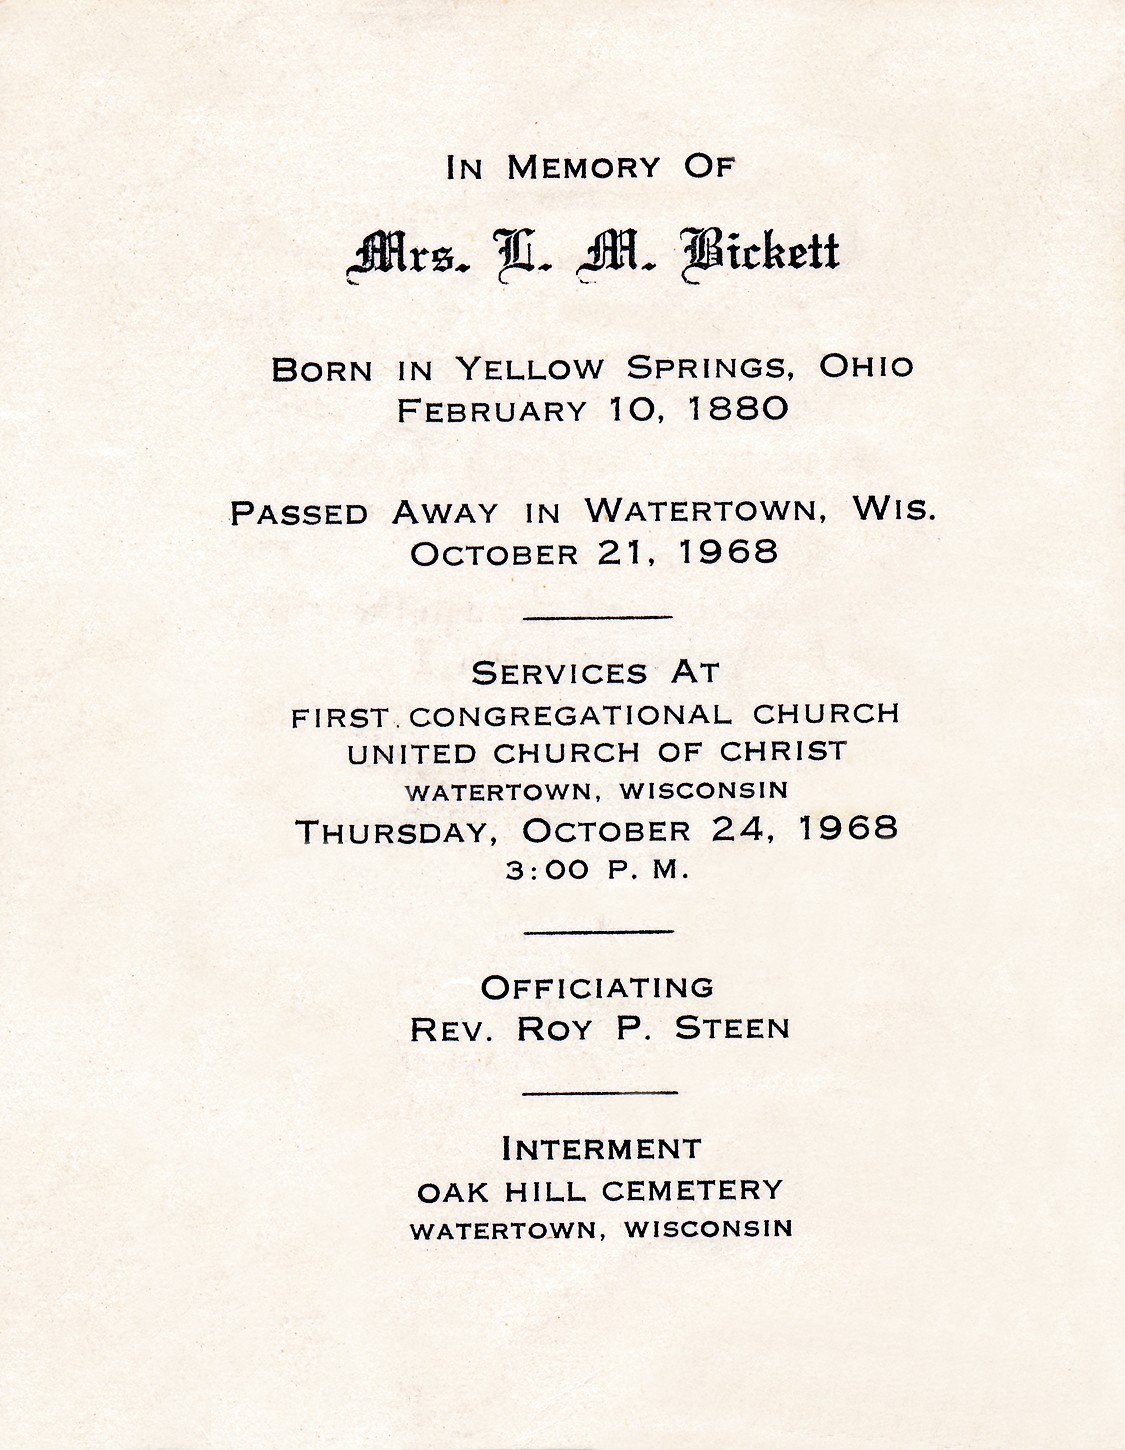 In Memory Of
Mrs. L. M. Bickett
Born in Yellow Springs, Ohio
February 10, 1880
Passed Away in Watertown, Wis.
October 21, 1968
Services At
FIRST CONGREGATIONAL CHURCH
UNITED CHURCH OF CHRIST
WATERTOWN, WISCONSIN
Thursday, October 24, 1968
3:00 P. M.
Officiating
Rev. Roy P. Steen
Interment
OAK HILL CEMETERY
WATERTOWN, WISCONSIN